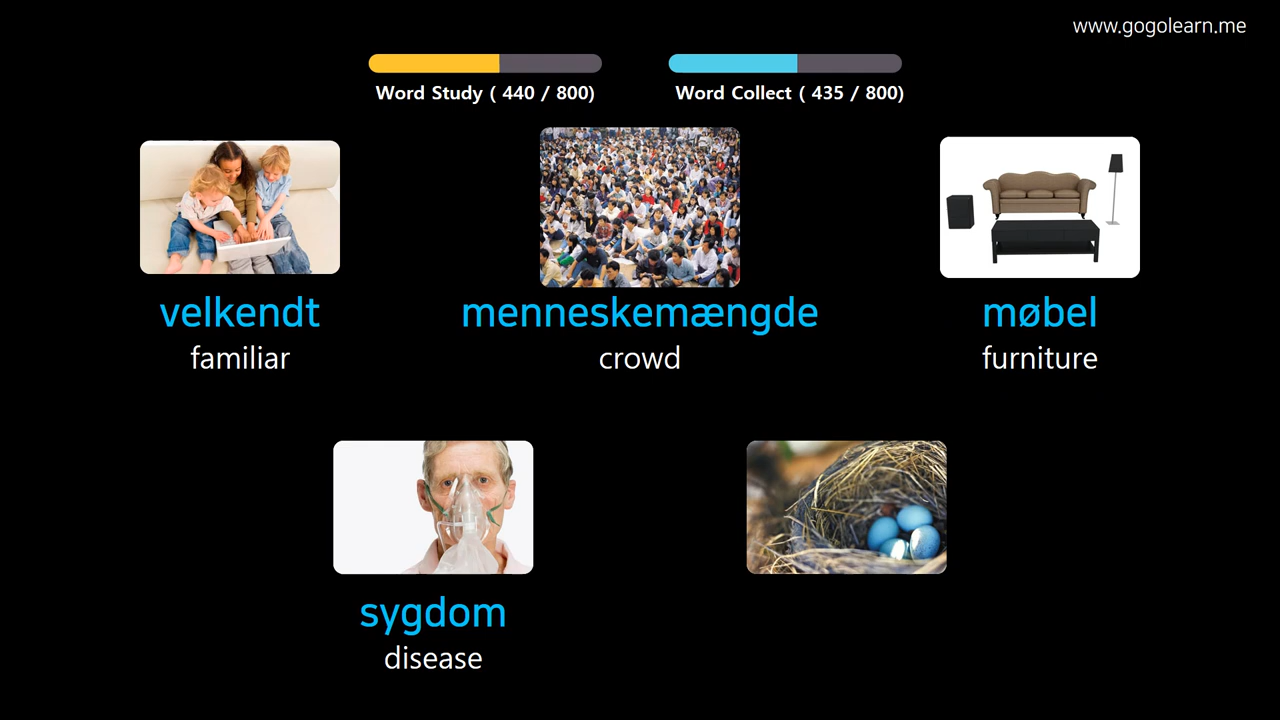 www.gogolearn.me
Word Study ( 440 / 800)
Word Collect ( 435 / 800)
velkendt
familiar
menneskemængde
crowd
møbel
furniture
sygdom
disease